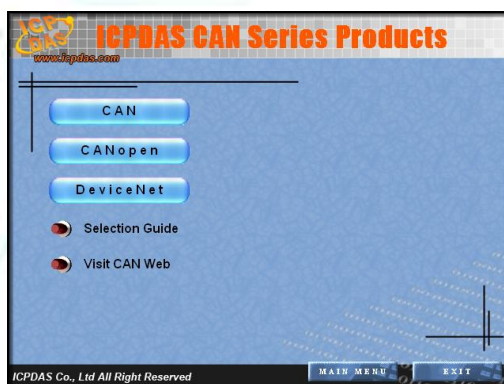 ICP
DAS
www.icpdas.com
ICPDAS CAN Series Products
CAN
CANopen
DeviceNet
Selection Guide
Visit CAN Web
ICPDAS Co., Ltd All Right Reserved
MAIN MENU
EXIT